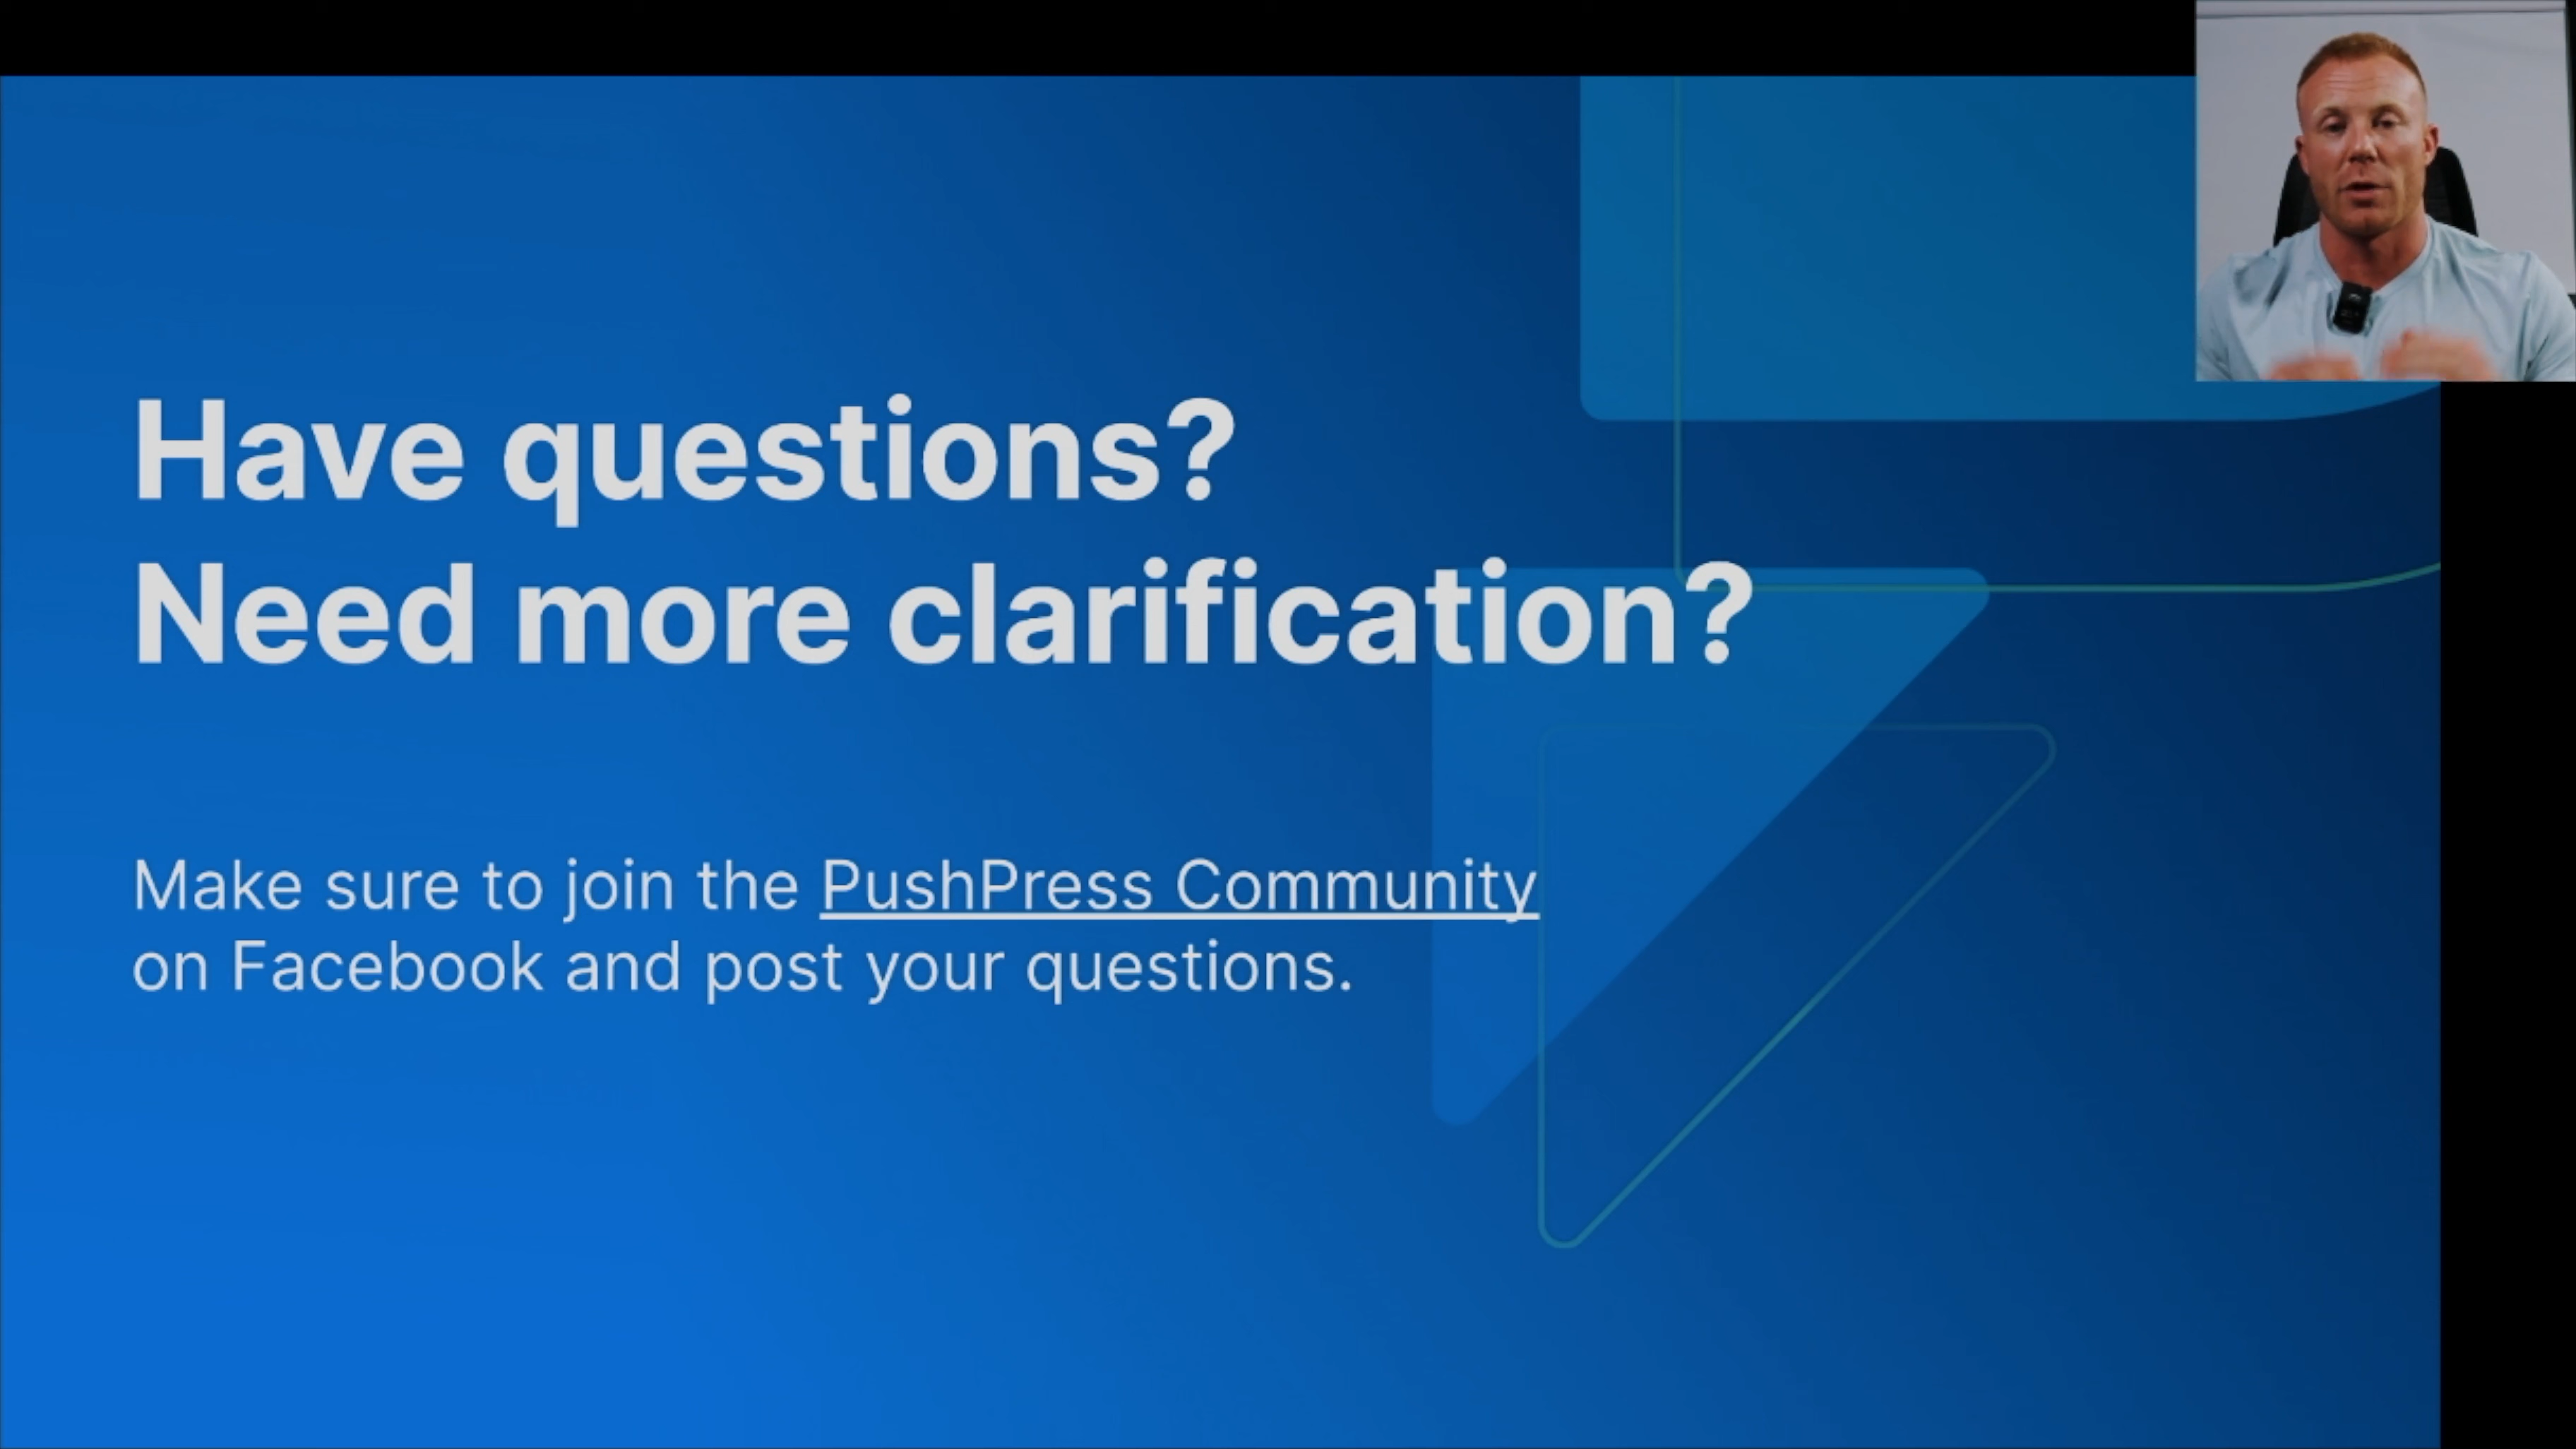 Have questions?
Need more clarification?
Make sure to join the PushPress Community
on Facebook and post your questions.